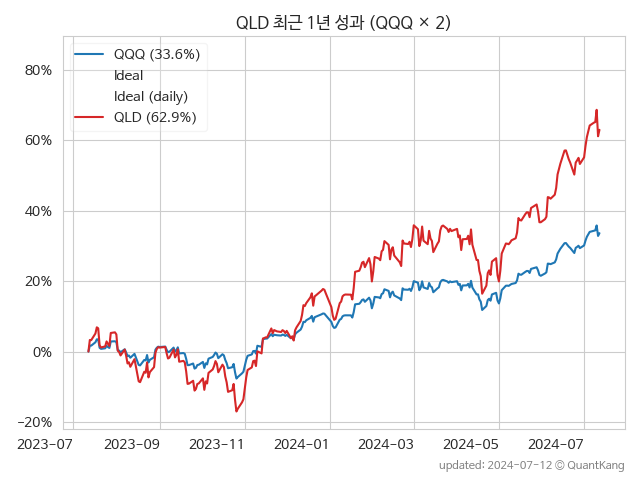 QLD 최근 1년 성과 (QQQ × 2)
QQQ (33.6%)
Ideal
Ideal (daily)
QLD (62.9%)
80%
60%
40%
20%
0%
−20%
2023−07
2023−09
2023−11
2024−01
2024−03
2024−05
2024−07
updated: 2024-07-12 © QuantKang